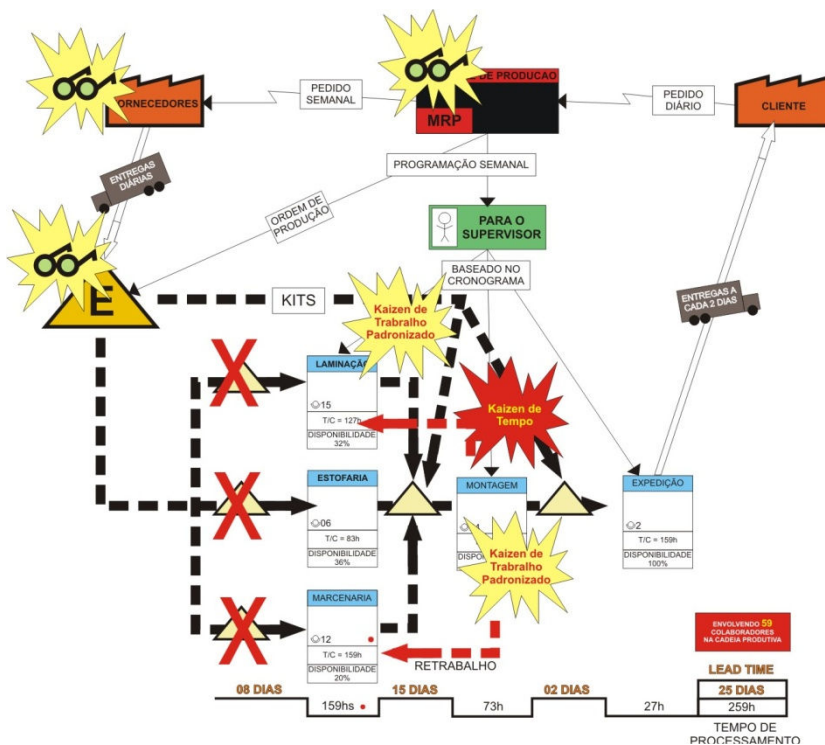 PEDIDO
SEMANAL
DE PRODUCAO
PEDIDO
DIÁRIO
ORNECEDORES
MRP
CLIENTE
ENTREGAS
DIÁRIAS
PROGRAMAÇÃO SEMANAL
ORDEM DE
PRODUÇÃO
PARA O
SUPERVISOR
BASEADO NO
CRONOGRAMA
ENTREGAS A
CADA 2 DIAS
E
KITS
Kaizen de
Trabralho
Padronizado
LAMINAÇÃO
15
T/C = 127h
DISPONIBILIDADE
32%
Kaizen de
Tempo
ESTOFARIA
06
T/C = 83h
DISPONIBILIDADE
36%
MONTAGEM
Kaizen de
Trabralho
Padronizado
EXPEDIÇÃO
2
T/C = 159h
DISPONIBILIDADE
100%
MARCENARIA
12
T/C = 159h
DISPONIBILIDADE
20%
RETRABALHO
ENVOLVENDO 59
COLABORADORES
NA CADEIA PRODUTIVA
LEAD TIME
08 DIAS
15 DIAS
02 DIAS
25 DIAS
159hs
73h
27h
259h
TEMPO DE
PROCESSAMENTO